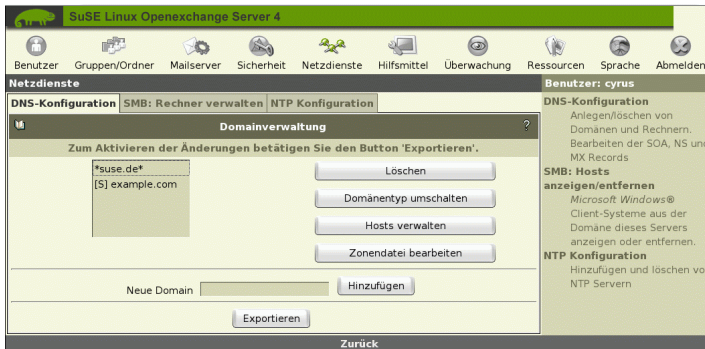 SuSE Linux Openexchange Server 4
Benutzer Gruppen/Ordner Mailserver Sicherheit Netzdienste Hilfsmittel Überwachung Ressourcen Sprache Abmelden
Netzdienste
DNS-Konfiguration SMB: Rechner verwalten NTP Konfiguration
Domainverwaltung ?
Zum Aktivieren der Änderungen betätigen Sie den Button 'Exportieren'.
*suse.de*
[S] example.com
Löschen
Domänentyp umschalten
Hosts verwalten
Zonendatei bearbeiten
Neue Domain
Hinzufügen
Exportieren
Benutzer: cyrus
DNS-Konfiguration
Anlegen/löschen von
Domänen und Rechnern.
Bearbeiten der SOA, NS un
MX Records
SMB: Hosts
anzeigen/entfernen
Microsoft Windows®
Client-Systeme aus der
Domäne dieses Servers
anzeigen oder entfernen.
NTP Konfiguration
Hinzufügen und löschen vo
NTP Servern
Zurück